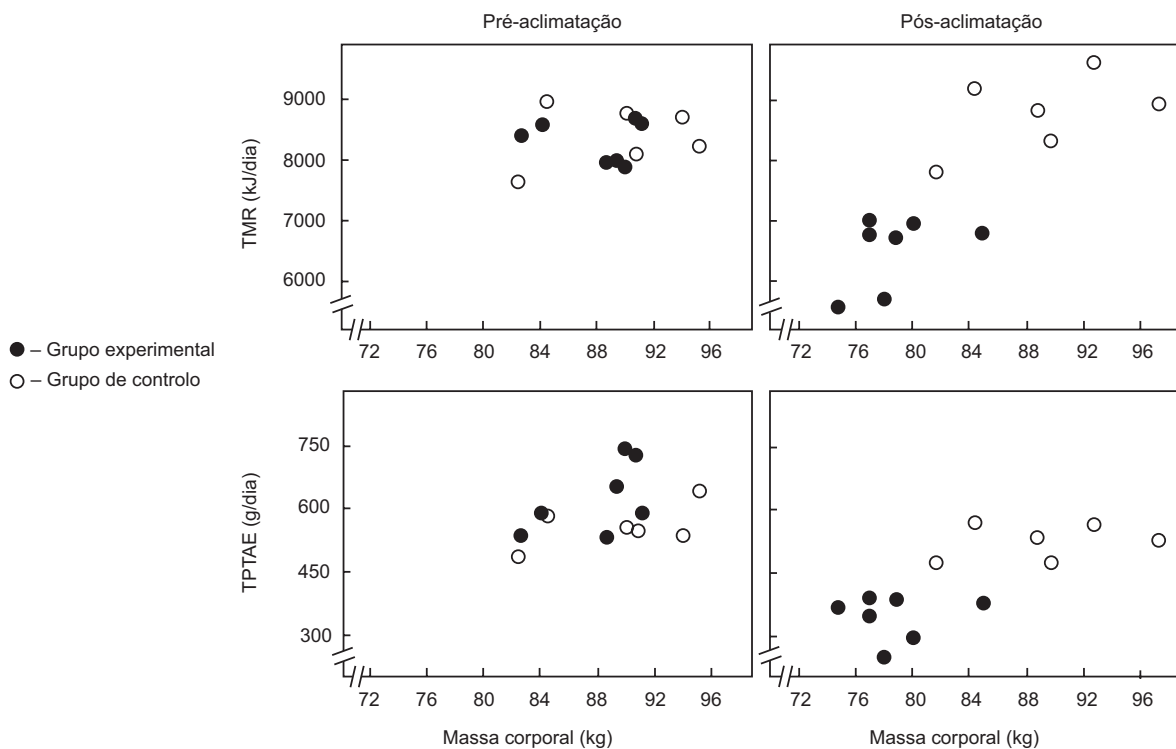 Pré-aclimatação
Pós-aclimatação
TMR (kJ/dia)
9000
8000
7000
6000
72 76 80 84 88 92 96
72 76 80 84 88 92 96
– Grupo experimental
– Grupo de controlo
TPTAE (g/dia)
750
600
450
300
72 76 80 84 88 92 96
72 76 80 84 88 92 96
Massa corporal (kg)
Massa corporal (kg)